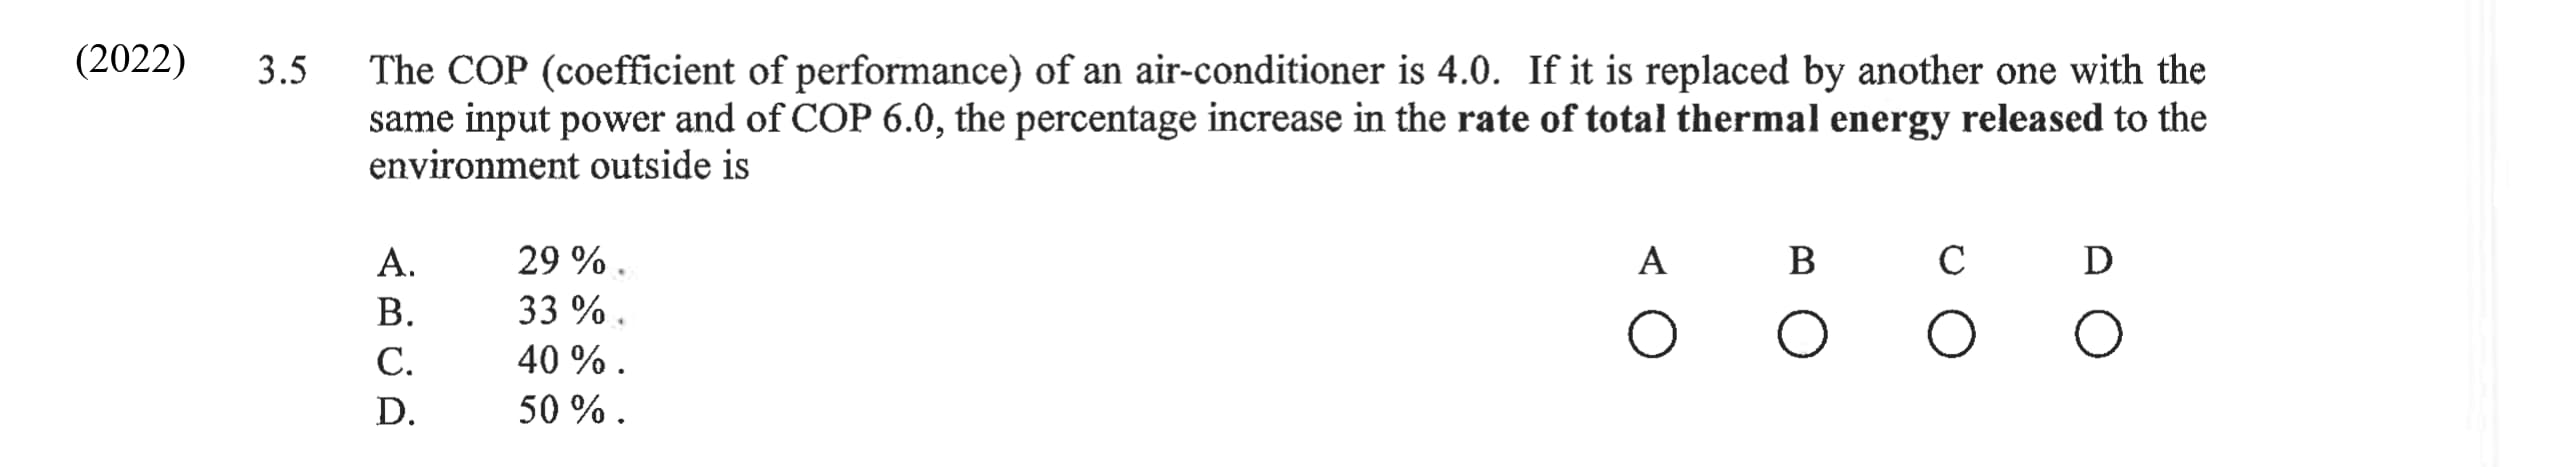 (2022) 3.5 The COP (coefficient of performance) of an air-conditioner is 4.0. If it is replaced by another one with the
same input power and of COP 6.0, the percentage increase in the rate of total thermal energy released to the
environment outside is
A. 29 % . A B C D
B. 33 % .
C. 40 % .
D. 50 % .